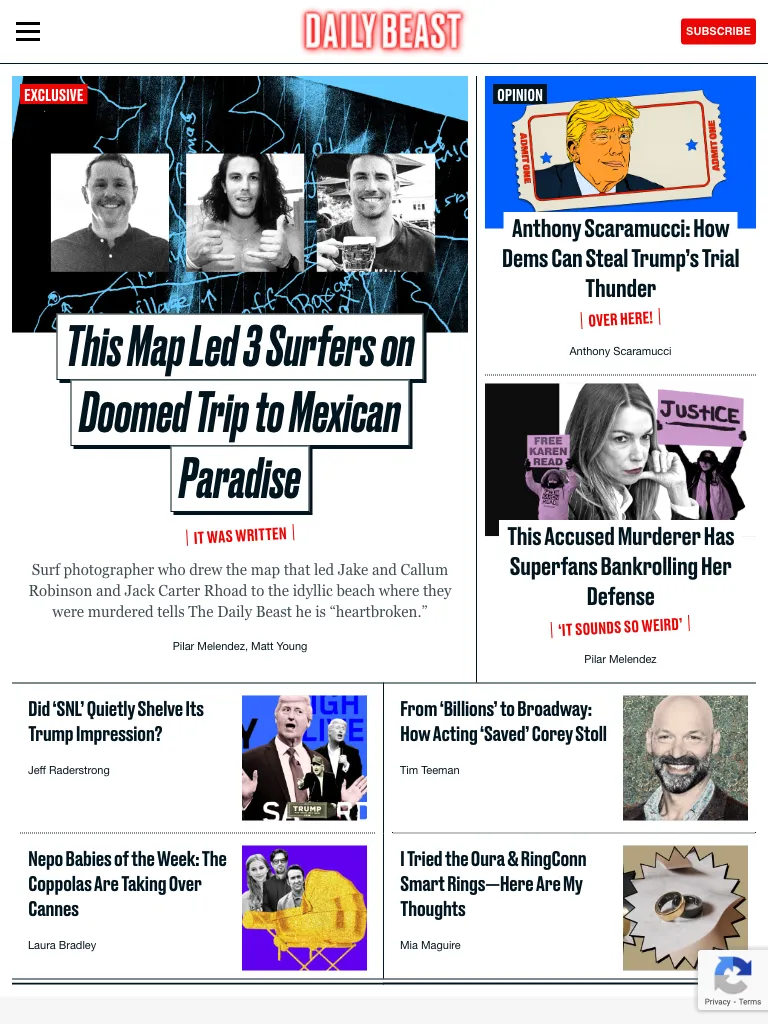 DAILY BEAST
SUBSCRIBE
EXCLUSIVE
This Map Led 3 Surfers on
Doomed Trip to Mexican
Paradise
IT WAS WRITTEN
Surf photographer who drew the map that led Jake and Callum
Robinson and Jack Carter Rhoad to the idyllic beach where they
were murdered tells The Daily Beast he is “heartbroken.”
Pilar Melendez, Matt Young
OPINION
ADMIT ONE
ADMIT ONE
Anthony Scaramucci: How
Dems Can Steal Trump’s Trial
Thunder
OVER HERE!
Anthony Scaramucci
JUSTICE
FREE
KAREN
READ
This Accused Murderer Has
Superfans Bankrolling Her
Defense
‘IT SOUNDS SO WEIRD’
Pilar Melendez
Did ‘SNL’ Quietly Shelve Its
Trump Impression?
Jeff Raderstrong
TRUMP
From ‘Billions’ to Broadway:
How Acting ‘Saved’ Corey Stoll
Tim Teeman
Nepo Babies of the Week: The
Coppolas Are Taking Over
Cannes
Laura Bradley
I Tried the Oura & RingConn
Smart Rings—Here Are My
Thoughts
Mia Maguire
Privacy - Terms